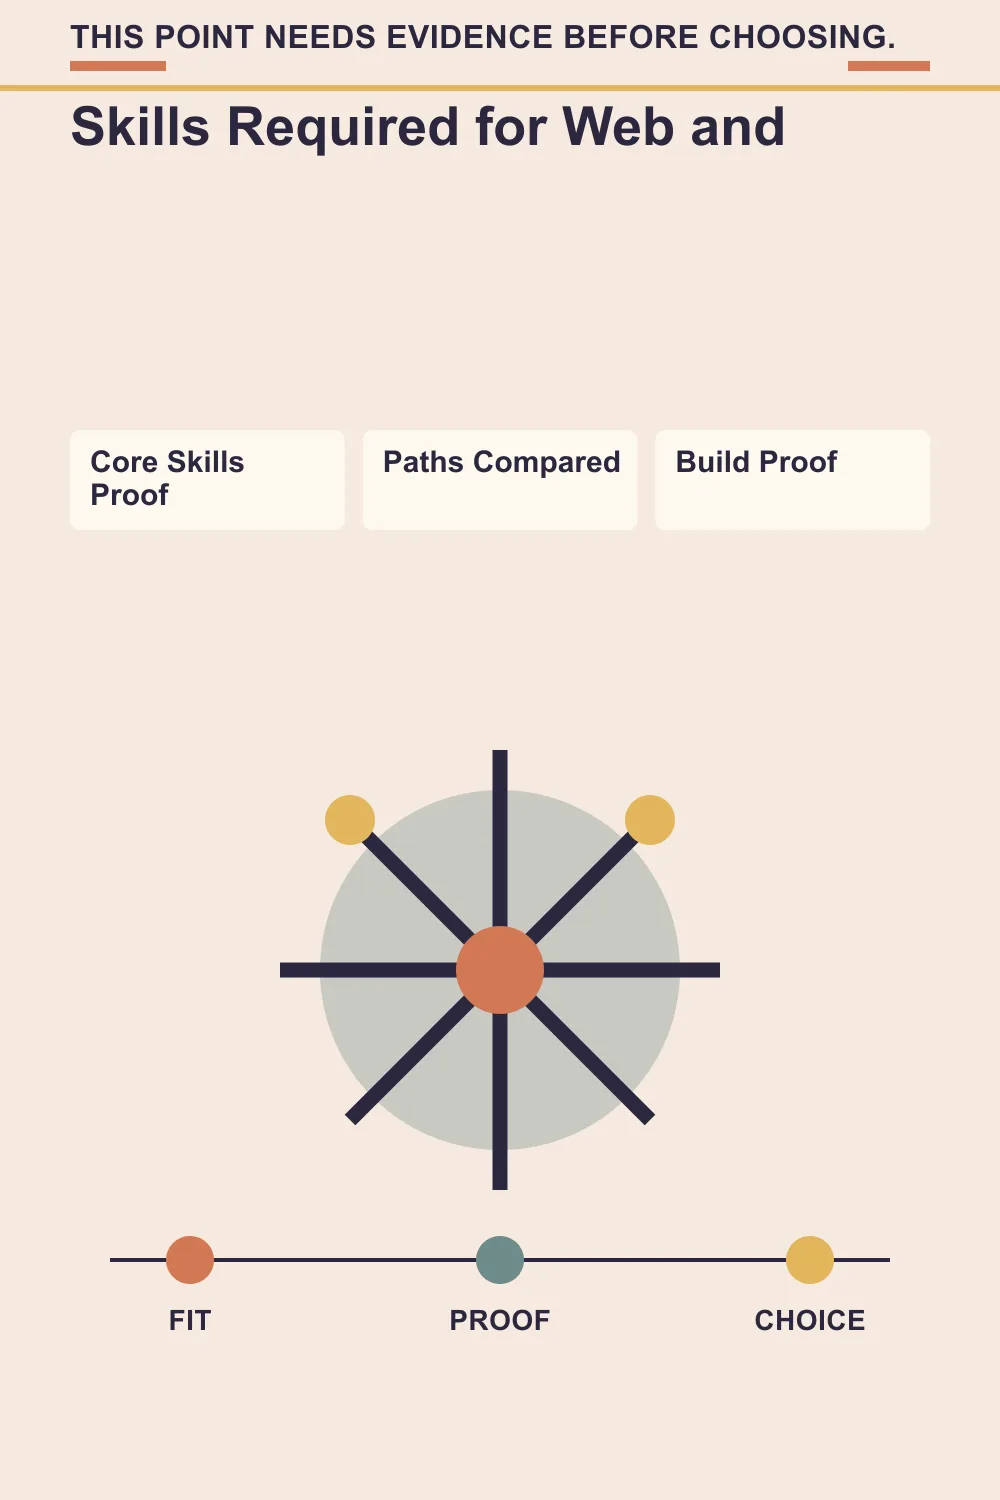 THIS POINT NEEDS EVIDENCE BEFORE CHOOSING.
Skills Required for Web and
Core Skills
Proof
Paths Compared
Build Proof
FIT
PROOF
CHOICE